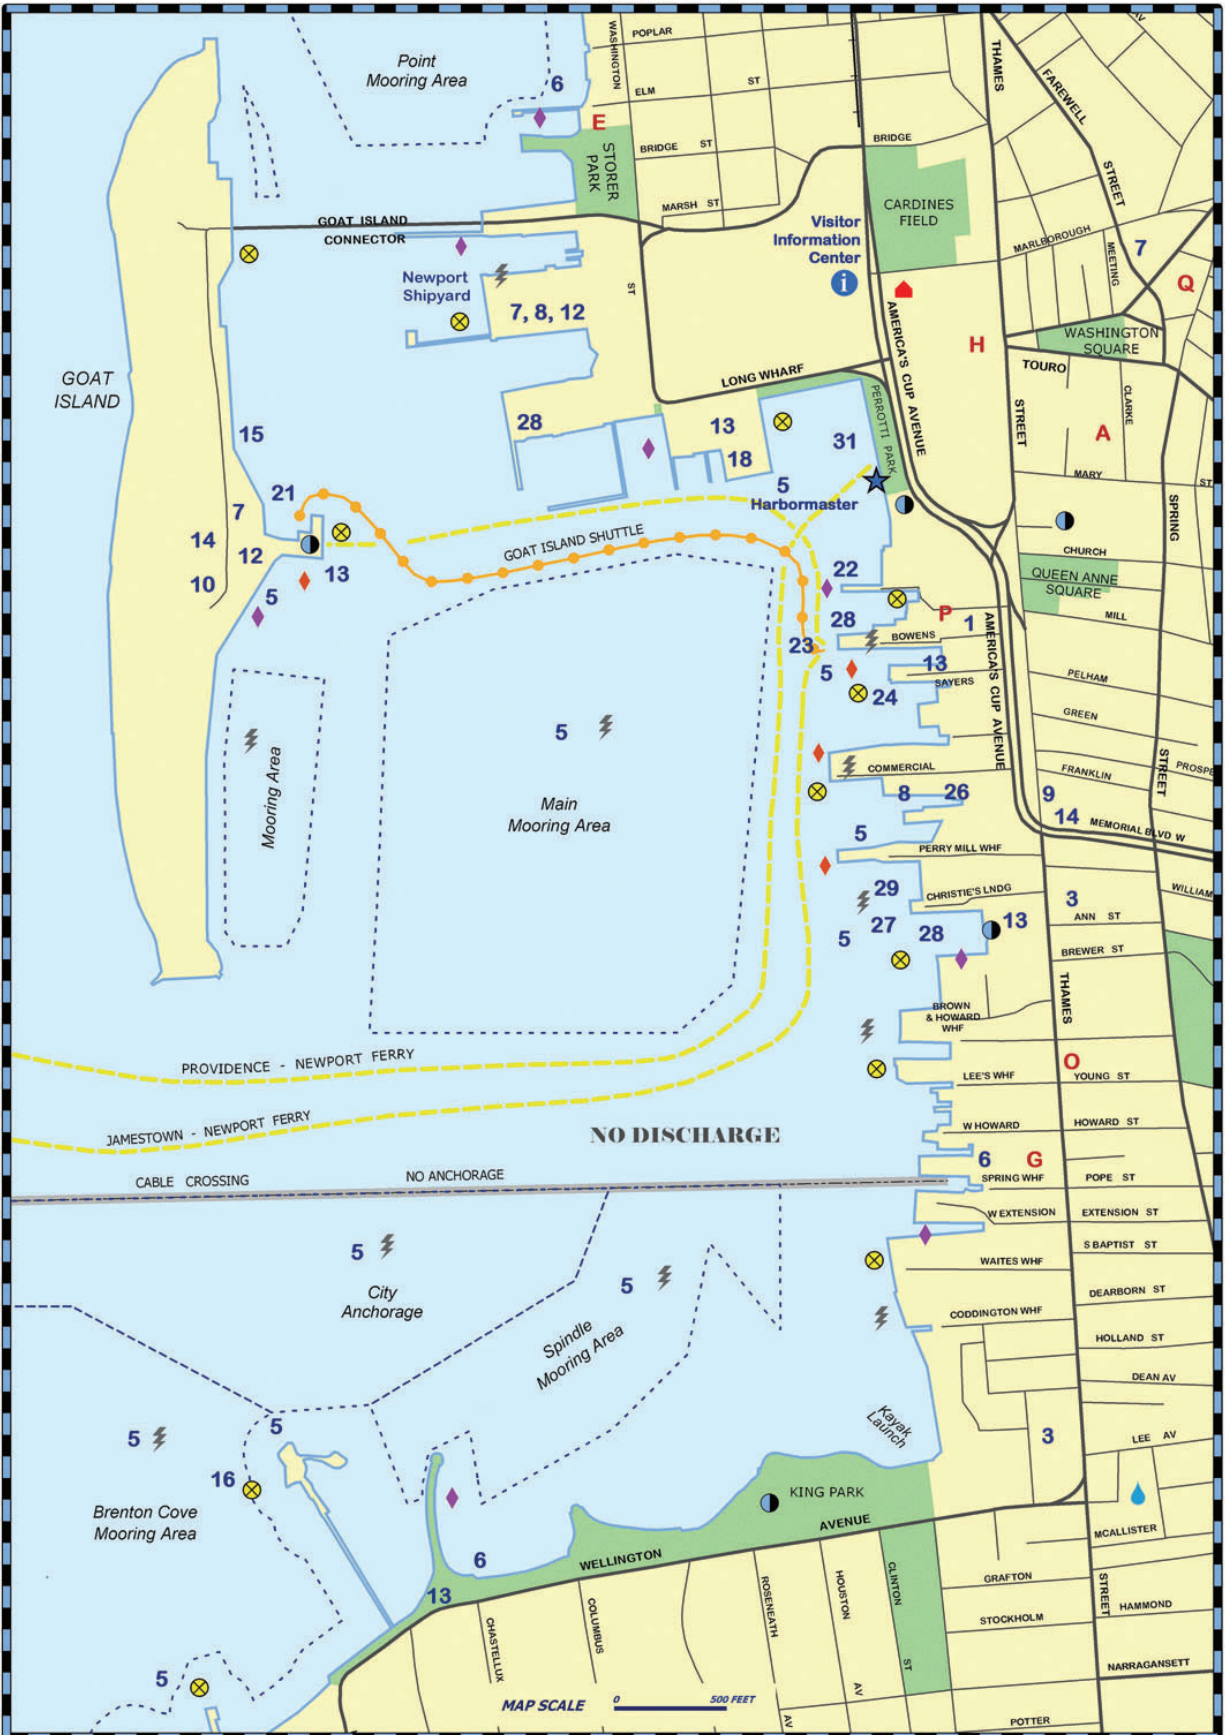 Point
Mooring Area
6
WASHINGTON
POPLAR
ELM
ST
E
BRIDGE ST
STORER
PARK
MARSH ST
THAMES
FAREWELL
STREET
AV
BRIDGE
CARDINES
FIELD
Visitor
Information
Center
i
MARLBOROUGH
MEETING
7
Q
GOAT ISLAND
CONNECTOR
Newport
Shipyard
7, 8, 12
ST
H
WASHINGTON
SQUARE
TOURO
GOAT
ISLAND
LONG WHARF
AMERICA'S CUP AVENUE
PERROTTI PARK
STREET
CLARKE
A
28
13
18
31
15
5
Harbormaster
MARY
ST
SPRING
21
7
14
12
10
13
5
GOAT ISLAND SHUTTLE
CHURCH
QUEEN ANNE
SQUARE
MILL
22
28
P
1
BOWENS
23
5
13
SAYERS
24
AMERICA'S CUP AVENUE
PELHAM
GREEN
FRANKLIN
STREET
PROSPE
COMMERCIAL
8
26
9
14
MEMORIAL BLVD W
5
Main
Mooring Area
Mooring Area
5
PERRY MILL WHF
29
CHRISTIE'S LNDG
3
WILLIAM
27
28
13
ANN ST
5
BREWER ST
THAMES
BROWN
& HOWARD
WHF
PROVIDENCE - NEWPORT FERRY
O
LEE'S WHF
YOUNG ST
JAMESTOWN - NEWPORT FERRY
NO DISCHARGE
W HOWARD
HOWARD ST
6
G
CABLE CROSSING
NO ANCHORAGE
SPRING WHF
POPE ST
W EXTENSION
EXTENSION ST
S BAPTIST ST
5
City
Anchorage
5
Spindle
Mooring Area
WAITES WHF
DEARBORN ST
CODDINGTON WHF
HOLLAND ST
DEAN AV
Kayak
Launch
3
LEE AV
5
5
16
Brenton Cove
Mooring Area
KING PARK
AVENUE
WELLINGTON
MCALLISTER
6
13
CHASTELLUX
COLUMBUS
ROSENEATH
AV
HOUSTON
AV
CLINTON
ST
GRAFTON
STREET
HAMMOND
STOCKHOLM
NARRAGANSETT
5
MAP SCALE
0
500 FEET
POTTER